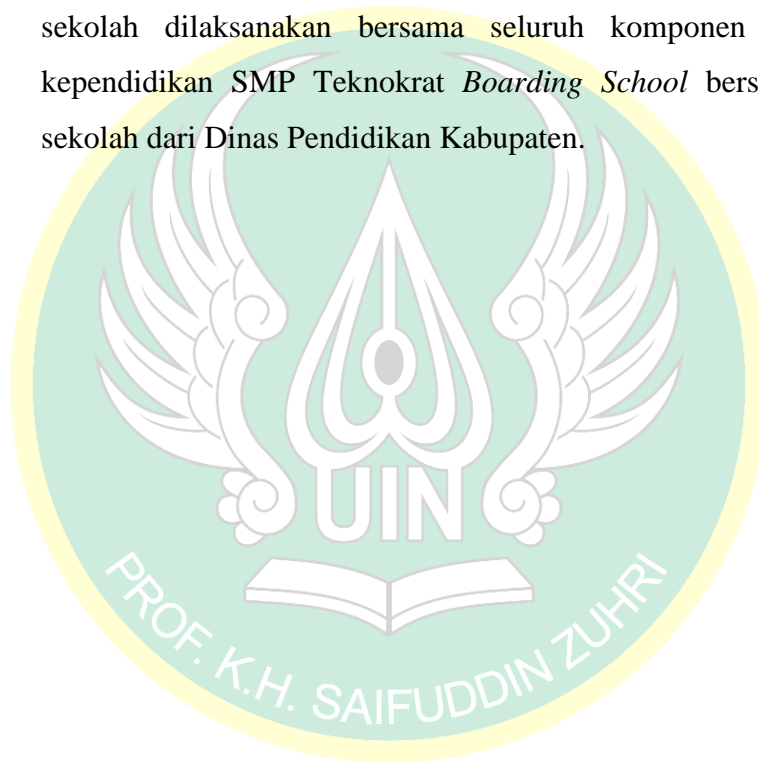 sekolah dilaksanakan bersama seluruh komponen
kependidikan SMP Teknokrat Boarding School bers
sekolah dari Dinas Pendidikan Kabupaten.
UIN
PROF. K.H. SAIFUDDIN ZUHRI